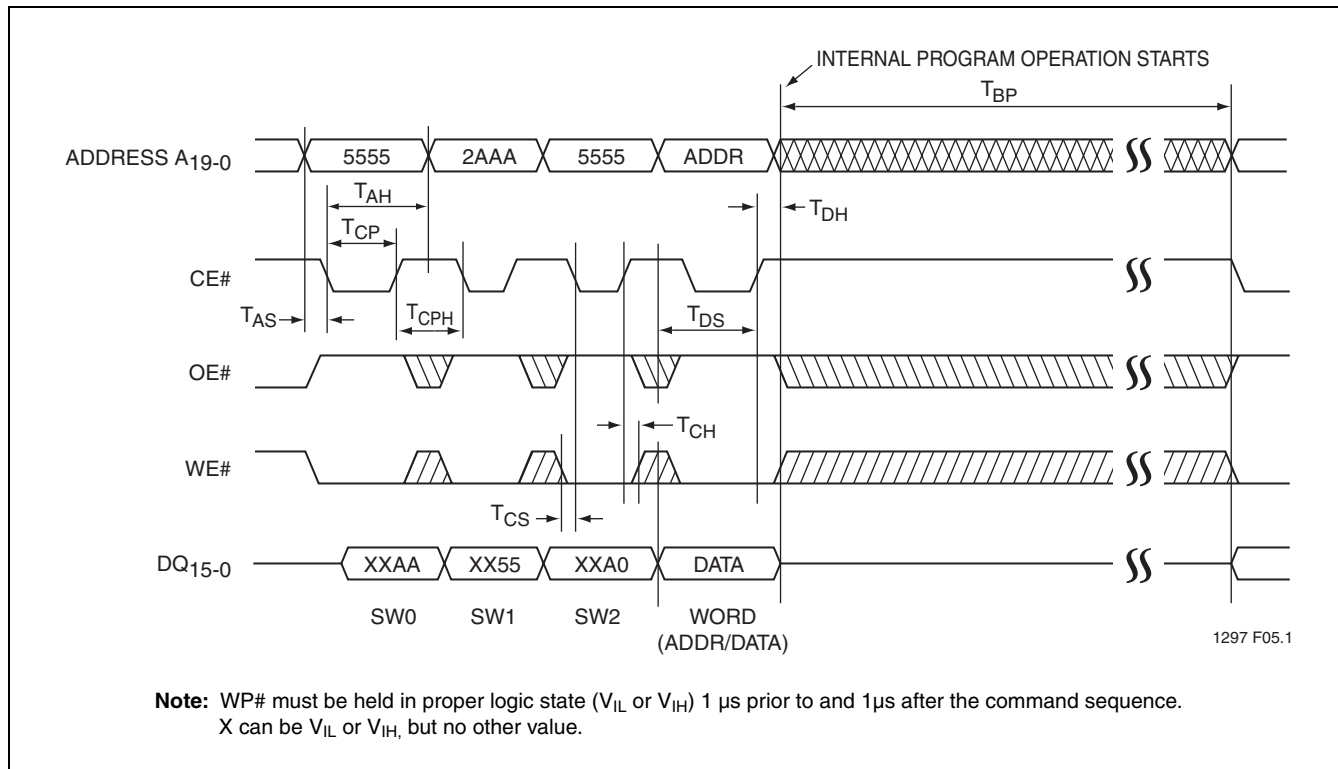 INTERNAL PROGRAM OPERATION STARTS
TBP
ADDRESS A19-0
5555 2AAA 5555 ADDR
TAH
TDH
TCP
CE#
TAS
TCPH
TDS
OE#
TCH
WE#
TCS
DQ15-0
XXAA XX55 XXA0 DATA
SW0 SW1 SW2 WORD
(ADDR/DATA)
1297 F05.1
Note: WP# must be held in proper logic state (VIL or VIH) 1 µs prior to and 1µs after the command sequence.
X can be VIL or VIH, but no other value.